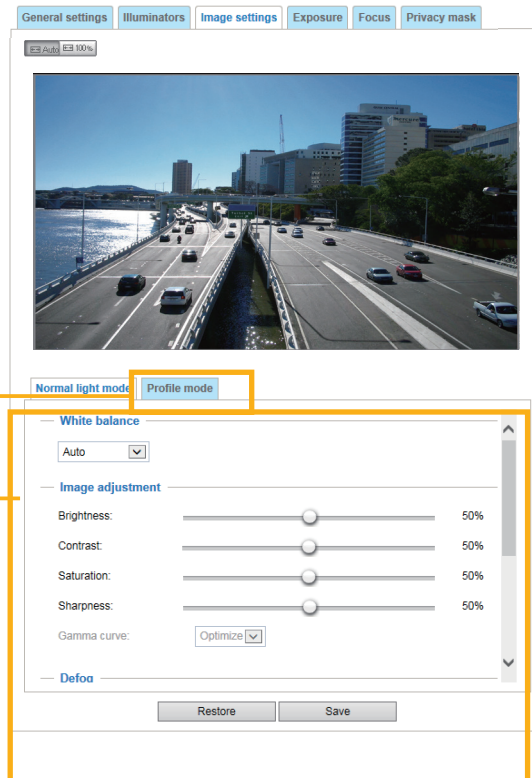 General settings Illuminators Image settings Exposure Focus Privacy mask
Auto 100%
Normal light mode Profile mode
White balance
Auto
Image adjustment
Brightness: 50%
Contrast: 50%
Saturation: 50%
Sharpness: 50%
Gamma curve: Optimize
Defog
Restore Save